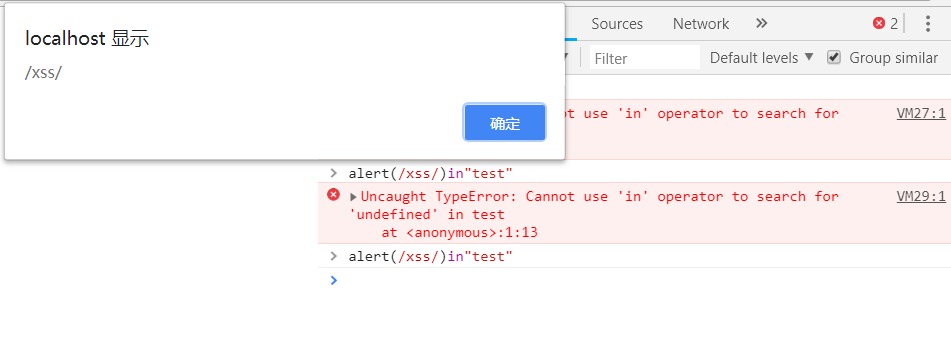 localhost 显示
/xss/
确定
Sources Network 2
Filter Default levels Group similar
ot use 'in' operator to search for VM27:1
alert(/xss/)in"test"
Uncaught TypeError: Cannot use 'in' operator to search for VM29:1
'undefined' in test
at <anonymous>:1:13
alert(/xss/)in"test"